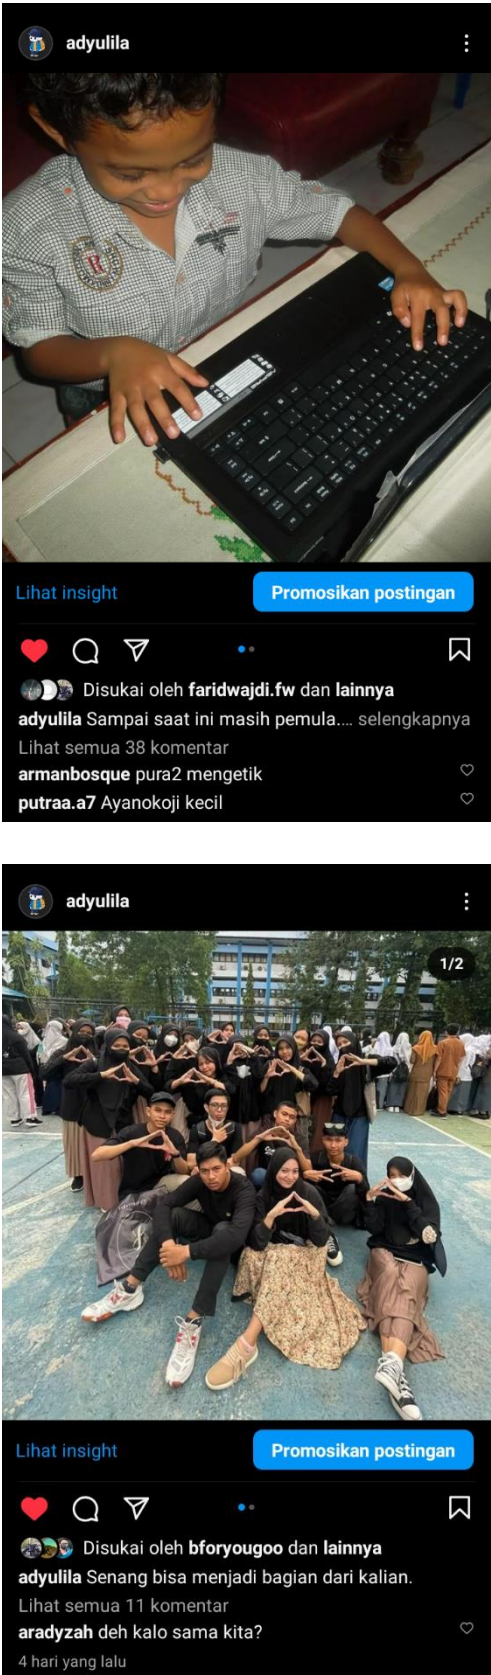 adyulila
Lihat insight
Promosikan postingan
Disukai oleh faridwajdi.fw dan lainnya
adyulila Sampai saat ini masih pemula.... selengkapnya
Lihat semua 38 komentar
armanbosque pura2 mengetik
putraa.a7 Ayanokoji kecil
adyulila
1/2
Lihat insight
Promosikan postingan
Disukai oleh bforyougoo dan lainnya
adyulila Senang bisa menjadi bagian dari kalian.
Lihat semua 11 komentar
aradyzah deh kalo sama kita?
4 hari yang lalu